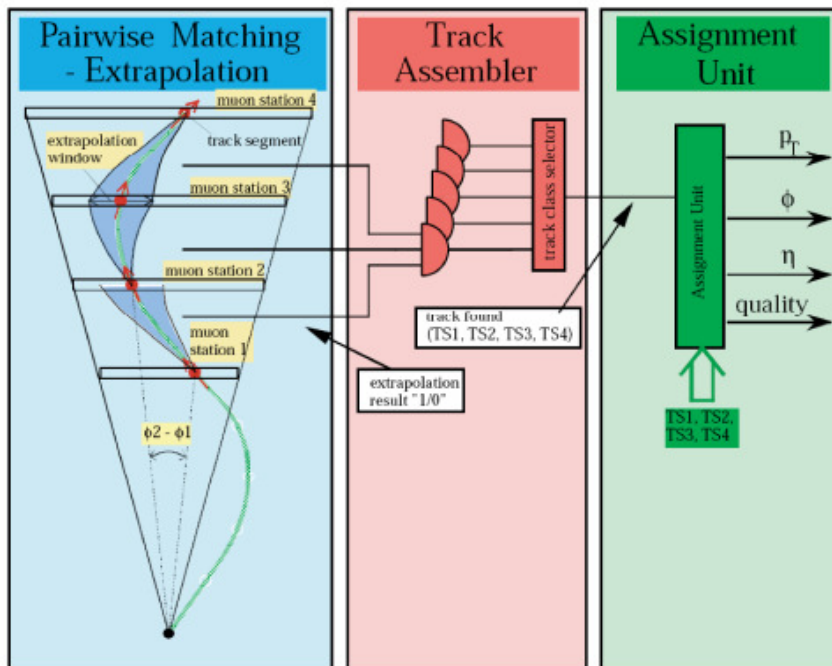 Pairwise Matching
- Extrapolation
muon station 4
extrapolation
window
track segment
muon station 3
muon station 2
muon
station 1
ϕ2 - ϕ1
Track
Assembler
track class selector
track found
(TS1, TS2, TS3, TS4)
extrapolation
result "1/0"
Assignment
Unit
Assignment Unit
pT
ϕ
η
quality
TS1, TS2,
TS3, TS4